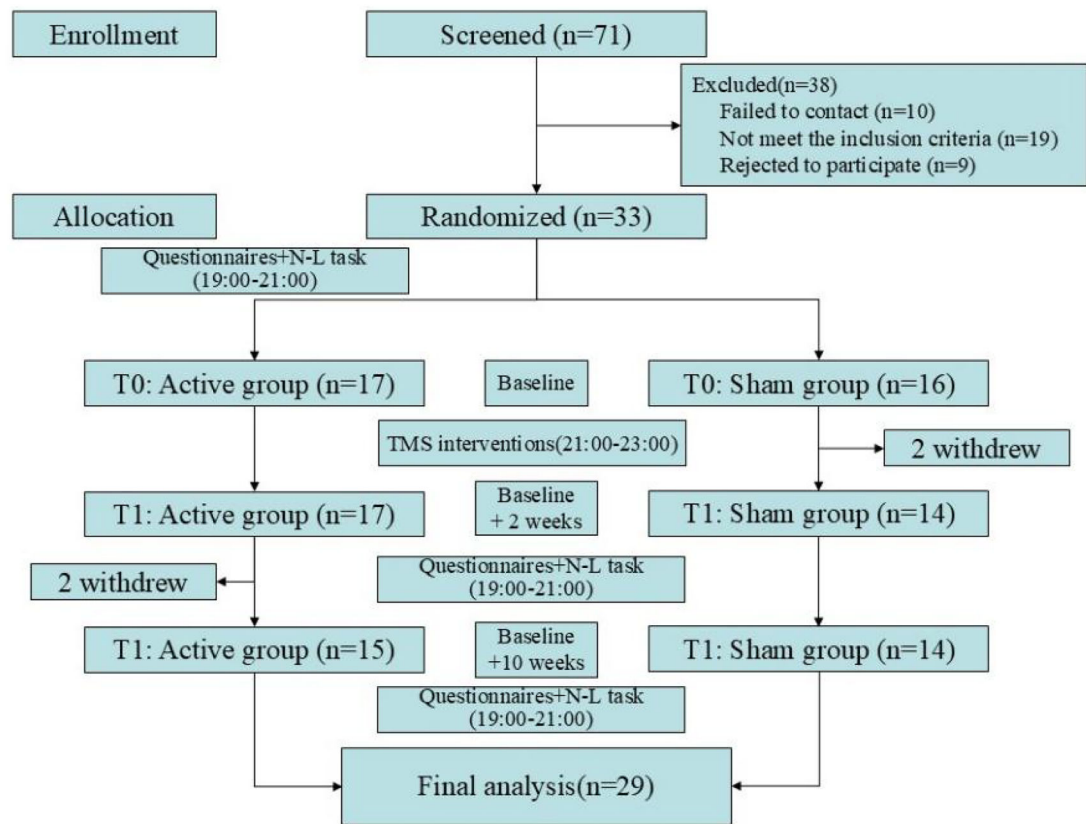 Enrollment
Screened (n=71)
Excluded(n=38)
Failed to contact (n=10)
Not meet the inclusion criteria (n=19)
Rejected to participate (n=9)
Allocation
Randomized (n=33)
Questionnaires+N-L task
(19:00-21:00)
T0: Active group (n=17)
Baseline
T0: Sham group (n=16)
TMS interventions(21:00-23:00)
2 withdrew
T1: Active group (n=17)
Baseline
+ 2 weeks
T1: Sham group (n=14)
2 withdrew
Questionnaires+N-L task
(19:00-21:00)
T1: Active group (n=15)
Baseline
+10 weeks
T1: Sham group (n=14)
Questionnaires+N-L task
(19:00-21:00)
Final analysis(n=29)